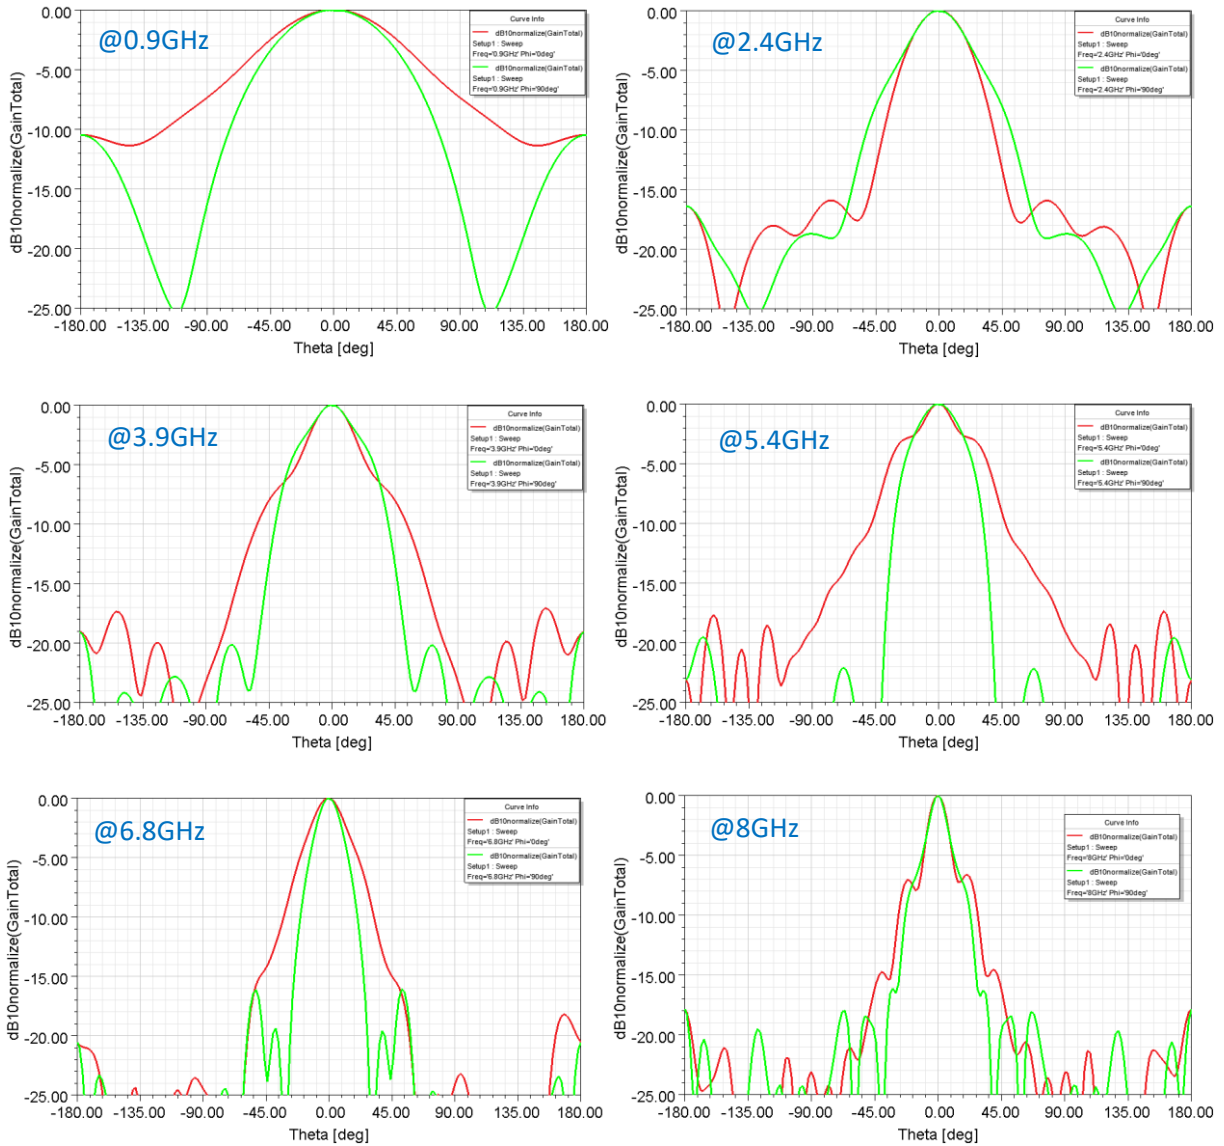 @0.9GHz
dB10normalize(GainTotal)
0.00
-5.00
-10.00
-15.00
-20.00
-25.00
-180.00 -135.00 -90.00 -45.00 0.00 45.00 90.00 135.00 180.00
Theta [deg]
Curve Info
dB10normalize(GainTotal)
Setup1 : Sweep
Freq='0.9GHz' Phi='0deg'
dB10normalize(GainTotal)
Setup1 : Sweep
Freq='0.9GHz' Phi='90deg'
@2.4GHz
dB10normalize(GainTotal)
0.00
-5.00
-10.00
-15.00
-20.00
-25.00
-180.00 -135.00 -90.00 -45.00 0.00 45.00 90.00 135.00 180.00
Theta [deg]
Curve Info
dB10normalize(GainTotal)
Setup1 : Sweep
Freq='2.4GHz' Phi='0deg'
dB10normalize(GainTotal)
Setup1 : Sweep
Freq='2.4GHz' Phi='90deg'
@3.9GHz
dB10normalize(GainTotal)
0.00
-5.00
-10.00
-15.00
-20.00
-25.00
-180.00 -135.00 -90.00 -45.00 0.00 45.00 90.00 135.00 180.00
Theta [deg]
Curve Info
dB10normalize(GainTotal)
Setup1 : Sweep
Freq='3.9GHz' Phi='0deg'
dB10normalize(GainTotal)
Setup1 : Sweep
Freq='3.9GHz' Phi='90deg'
@5.4GHz
dB10normalize(GainTotal)
0.00
-5.00
-10.00
-15.00
-20.00
-25.00
-180.00 -135.00 -90.00 -45.00 0.00 45.00 90.00 135.00 180.00
Theta [deg]
Curve Info
dB10normalize(GainTotal)
Setup1 : Sweep
Freq='5.4GHz' Phi='0deg'
dB10normalize(GainTotal)
Setup1 : Sweep
Freq='5.4GHz' Phi='90deg'
@6.8GHz
dB10normalize(GainTotal)
0.00
-5.00
-10.00
-15.00
-20.00
-25.00
-180.00 -135.00 -90.00 -45.00 0.00 45.00 90.00 135.00 180.00
Theta [deg]
Curve Info
dB10normalize(GainTotal)
Setup1 : Sweep
Freq='6.8GHz' Phi='0deg'
dB10normalize(GainTotal)
Setup1 : Sweep
Freq='6.8GHz' Phi='90deg'
@8GHz
dB10normalize(GainTotal)
0.00
-5.00
-10.00
-15.00
-20.00
-25.00
-180.00 -135.00 -90.00 -45.00 0.00 45.00 90.00 135.00 180.00
Theta [deg]
Curve Info
dB10normalize(GainTotal)
Setup1 : Sweep
Freq='8GHz' Phi='0deg'
dB10normalize(GainTotal)
Setup1 : Sweep
Freq='8GHz' Phi='90deg'